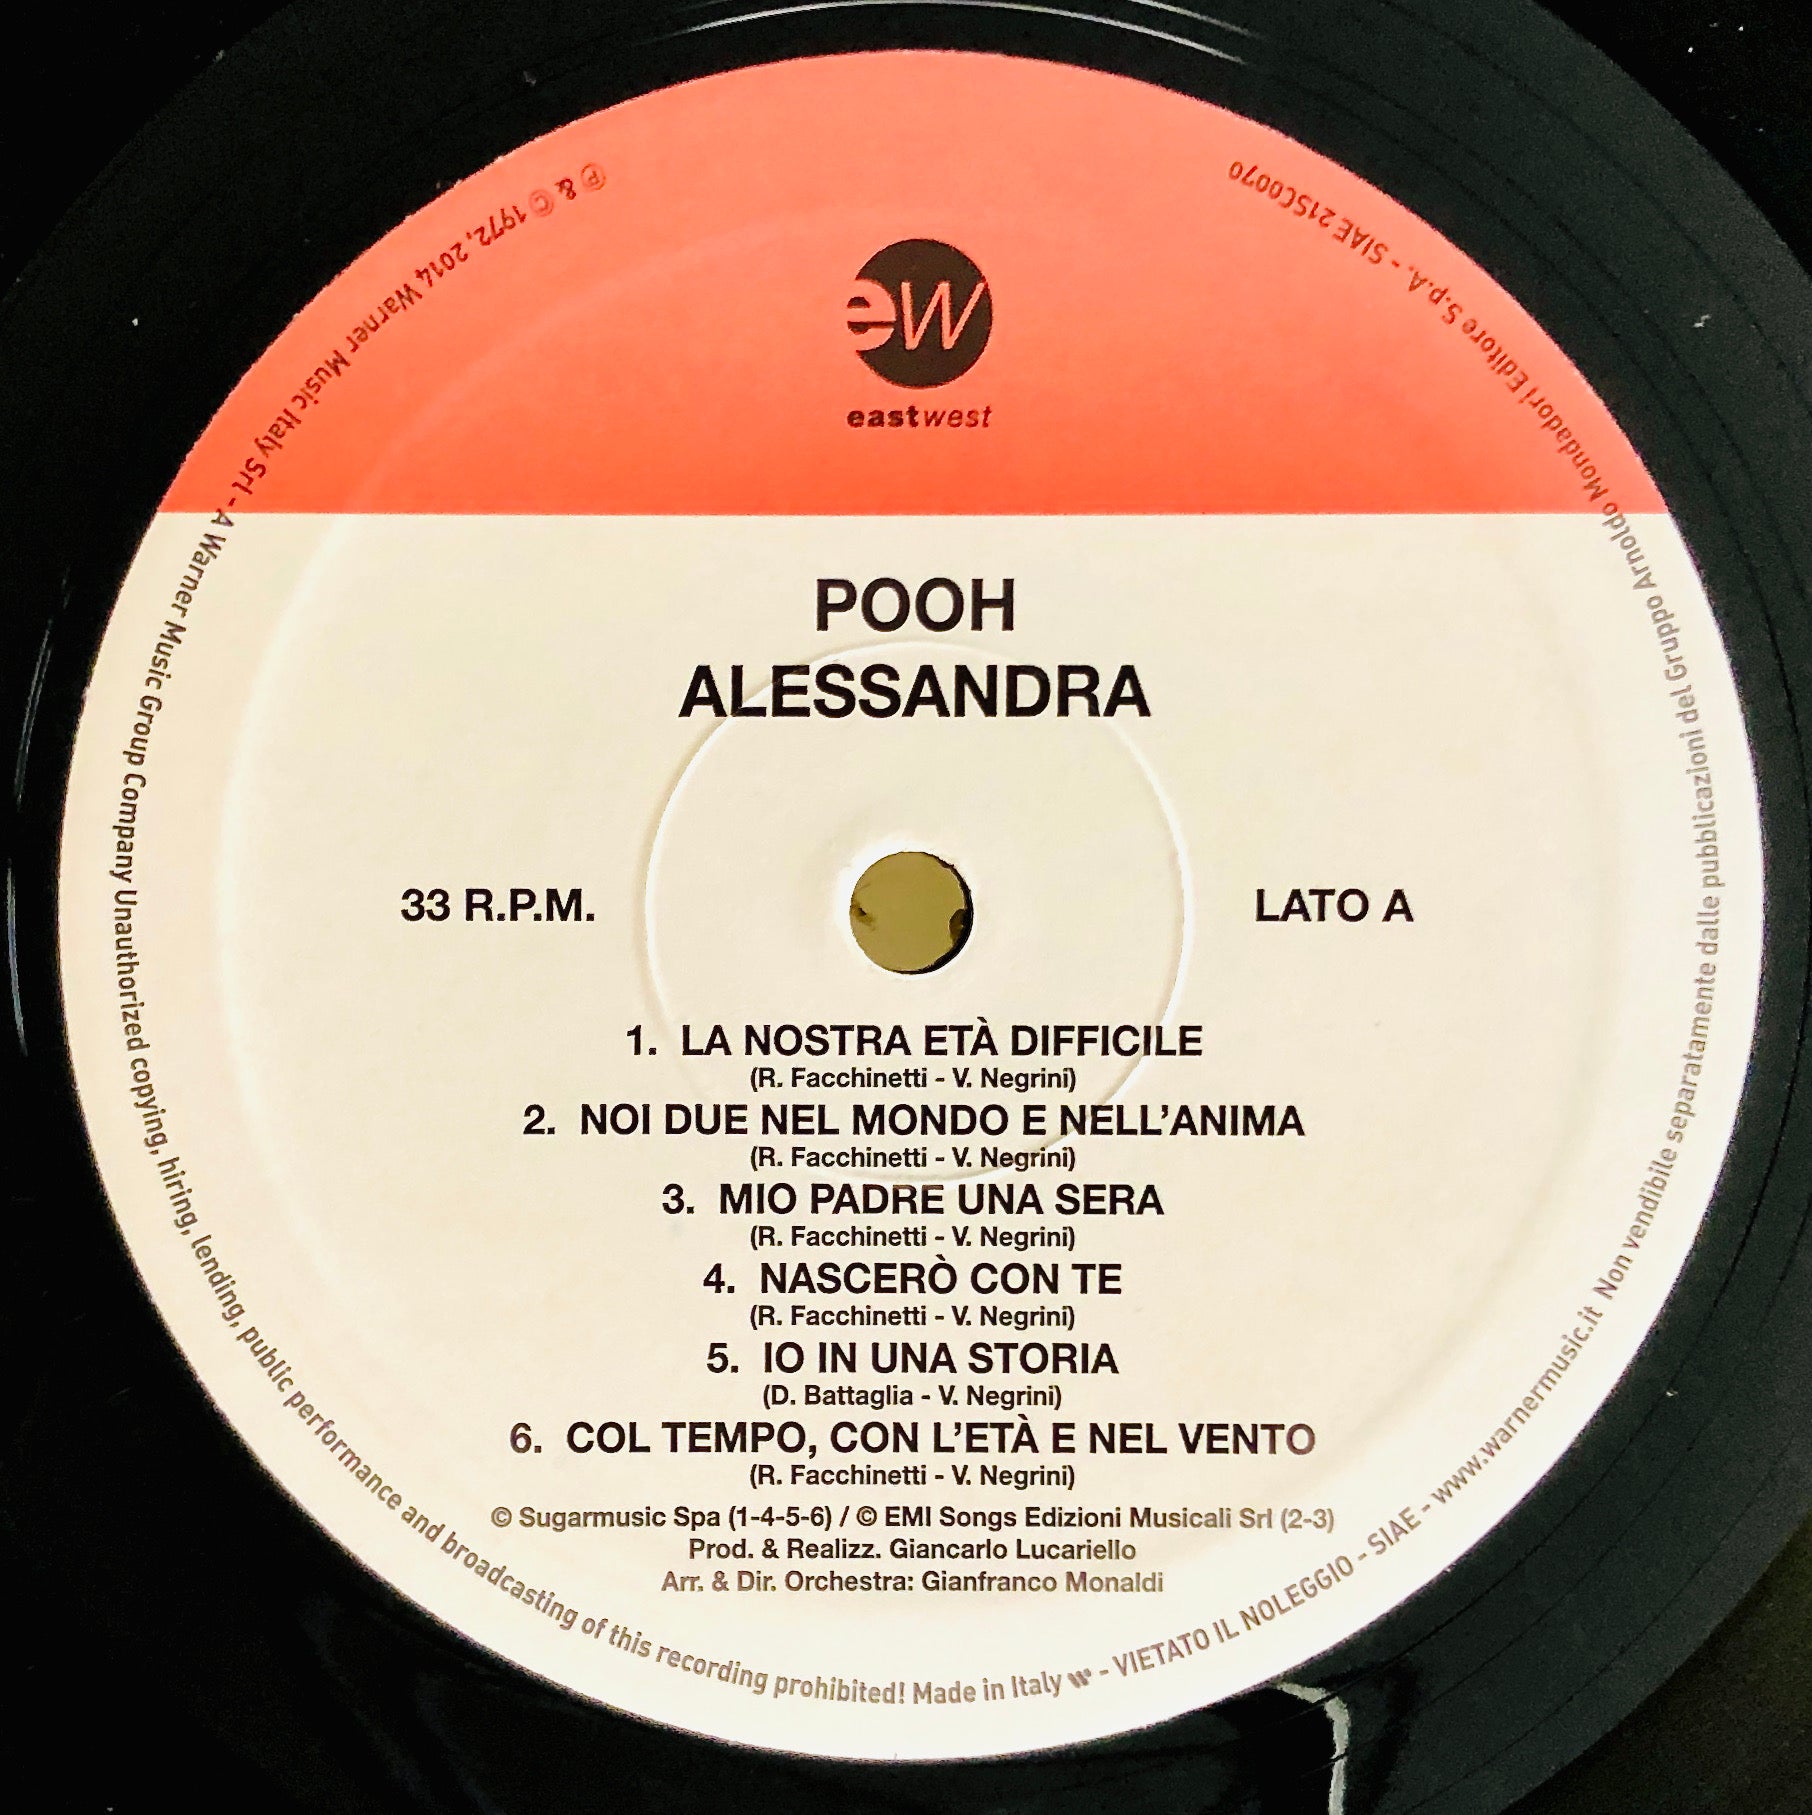 ew
eastwest
POOH
ALESSANDRA
33 R.P.M.
LATO A
1. LA NOSTRA ETÀ DIFFICILE
(R. Facchinetti - V. Negrini)
2. NOI DUE NEL MONDO E NELL'ANIMA
(R. Facchinetti - V. Negrini)
3. MIO PADRE UNA SERA
(R. Facchinetti - V. Negrini)
4. NASCERÒ CON TE
(R. Facchinetti - V. Negrini)
5. IO IN UNA STORIA
(D. Battaglia - V. Negrini)
6. COL TEMPO, CON L'ETÀ E NEL VENTO
(R. Facchinetti - V. Negrini)
© Sugarmusic Spa (1-4-5-6) / © EMI Songs Edizioni Musicali Srl (2-3)
Prod. & Realizz. Giancarlo Lucariello
Arr. & Dir. Orchestra: Gianfranco Monaldi
℗ & © 1972, 2014 Warner Music Italy Srl - A Warner Music Group Company Unauthorized copying, hiring, lending, public performance and broadcasting of this recording prohibited! Made in Italy - VIETATO IL NOLEGGIO - SIAE - www.warnermusic.it Non vendibile separatamente dalle pubblicazioni del Gruppo Arnoldo Mondadori Editore S.p.A. - SIAE 21SC0070